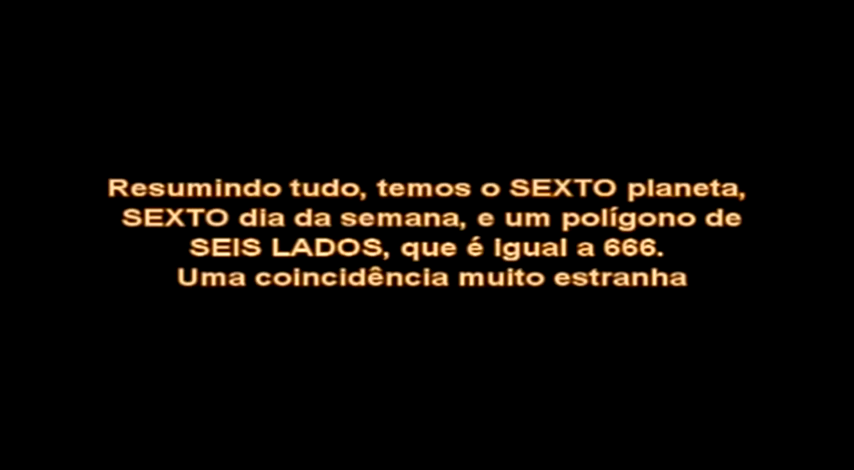 Resumindo tudo, temos o SEXTO planeta,
SEXTO dia da semana, e um polígono de
SEIS LADOS, que é igual a 666.
Uma coincidência muito estranha